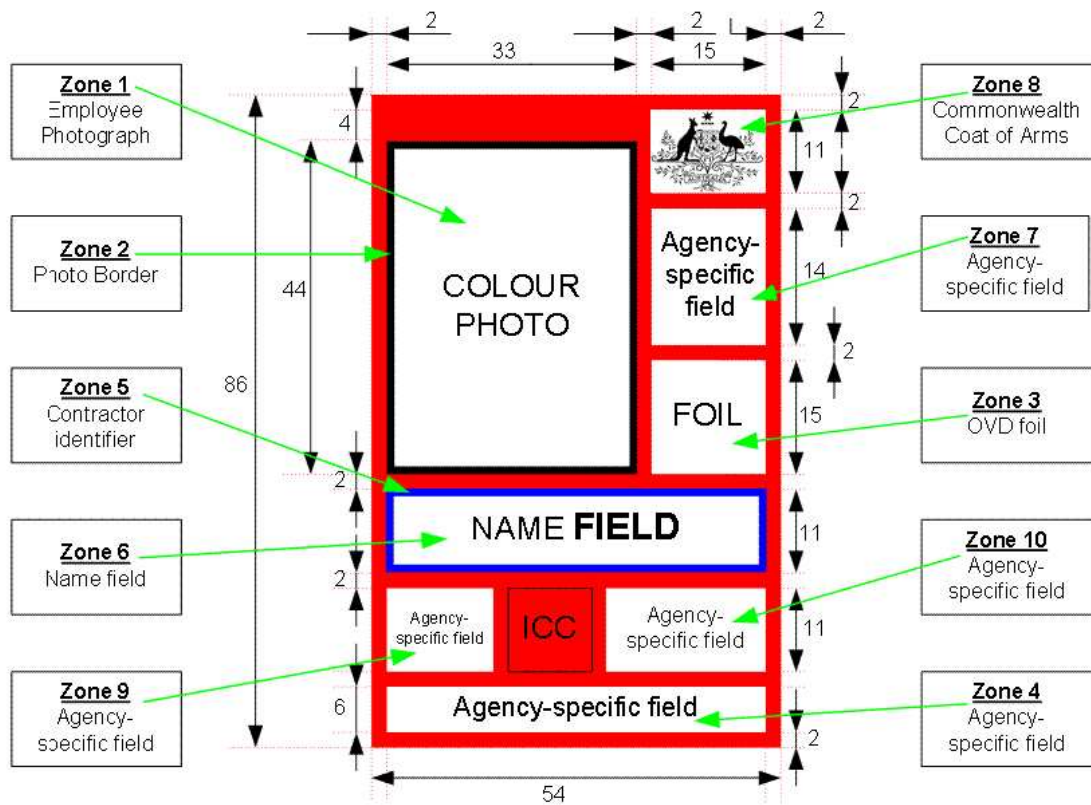 2
2
2
33
15
Zone 1
Employee
Photograph
Zone 2
Photo Border
Zone 5
Contractor
identifier
Zone 6
Name field
Zone 9
Agency-
specific field
86
4
44
2
2
6
COLOUR
PHOTO
Agency-
specific
field
FOIL
NAME FIELD
Agency-
specific field
ICC
Agency-
specific field
Agency-specific field
54
2
11
2
14
2
15
11
11
2
Zone 8
Commonwealth
Coat of Arms
Zone 7
Agency-
specific field
Zone 3
OVD foil
Zone 10
Agency-
specific field
Zone 4
Agency-
specific field